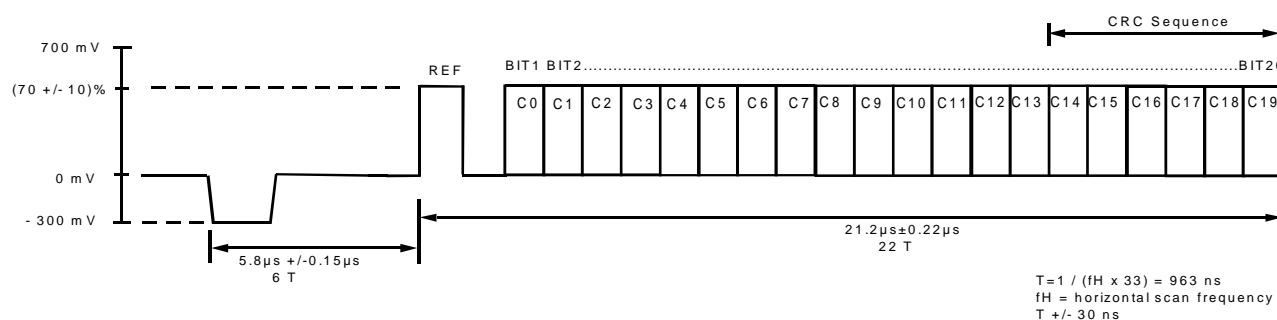 CRC Sequence
700 mV
REF
BIT1 BIT2............................................................BIT20
(70 +/- 10)%
C0 C1 C2 C3 C4 C5 C6 C7 C8 C9 C10 C11 C12 C13 C14 C15 C16 C17 C18 C19
0 mV
- 300 mV
21.2µs±0.22µs
22 T
5.8µs +/-0.15µs
6 T
T=1 / (fH x 33) = 963 ns
fH = horizontal scan frequency
T +/- 30 ns